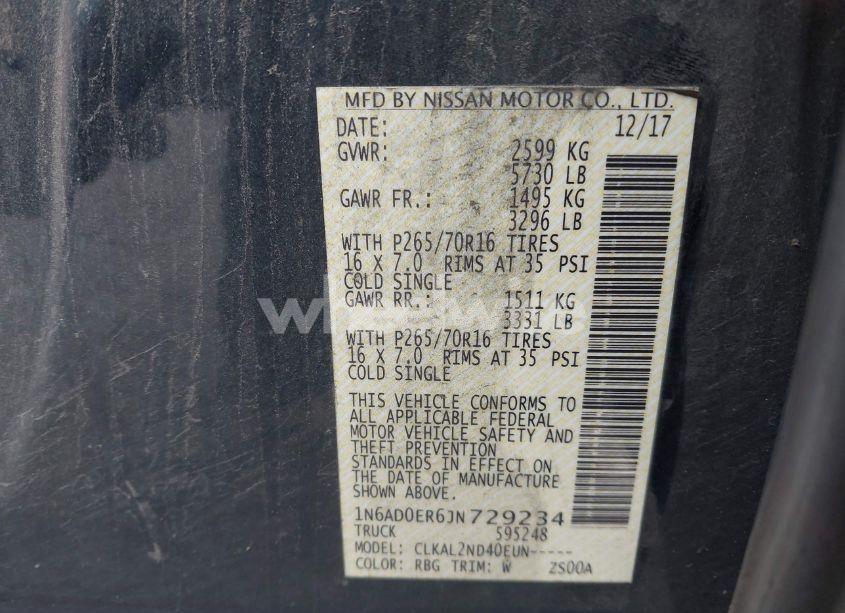 MFD BY NISSAN MOTOR CO., LTD.
DATE: 12/17
GVWR: 2599 KG
5730 LB
GAWR FR.: 1495 KG
3296 LB
WITH P265/70R16 TIRES
16 X 7.0 RIMS AT 35 PSI
COLD SINGLE
GAWR RR.: 1511 KG
3331 LB
WITH P265/70R16 TIRES
16 X 7.0 RIMS AT 35 PSI
COLD SINGLE
THIS VEHICLE CONFORMS TO
ALL APPLICABLE FEDERAL
MOTOR VEHICLE SAFETY AND
THEFT PREVENTION
STANDARDS IN EFFECT ON
THE DATE OF MANUFACTURE
SHOWN ABOVE.
1N6AD0ER6JN729234
TRUCK 595248
MODEL: CLKAL2ND40EUN-----
COLOR: RBG TRIM: W 2S00A